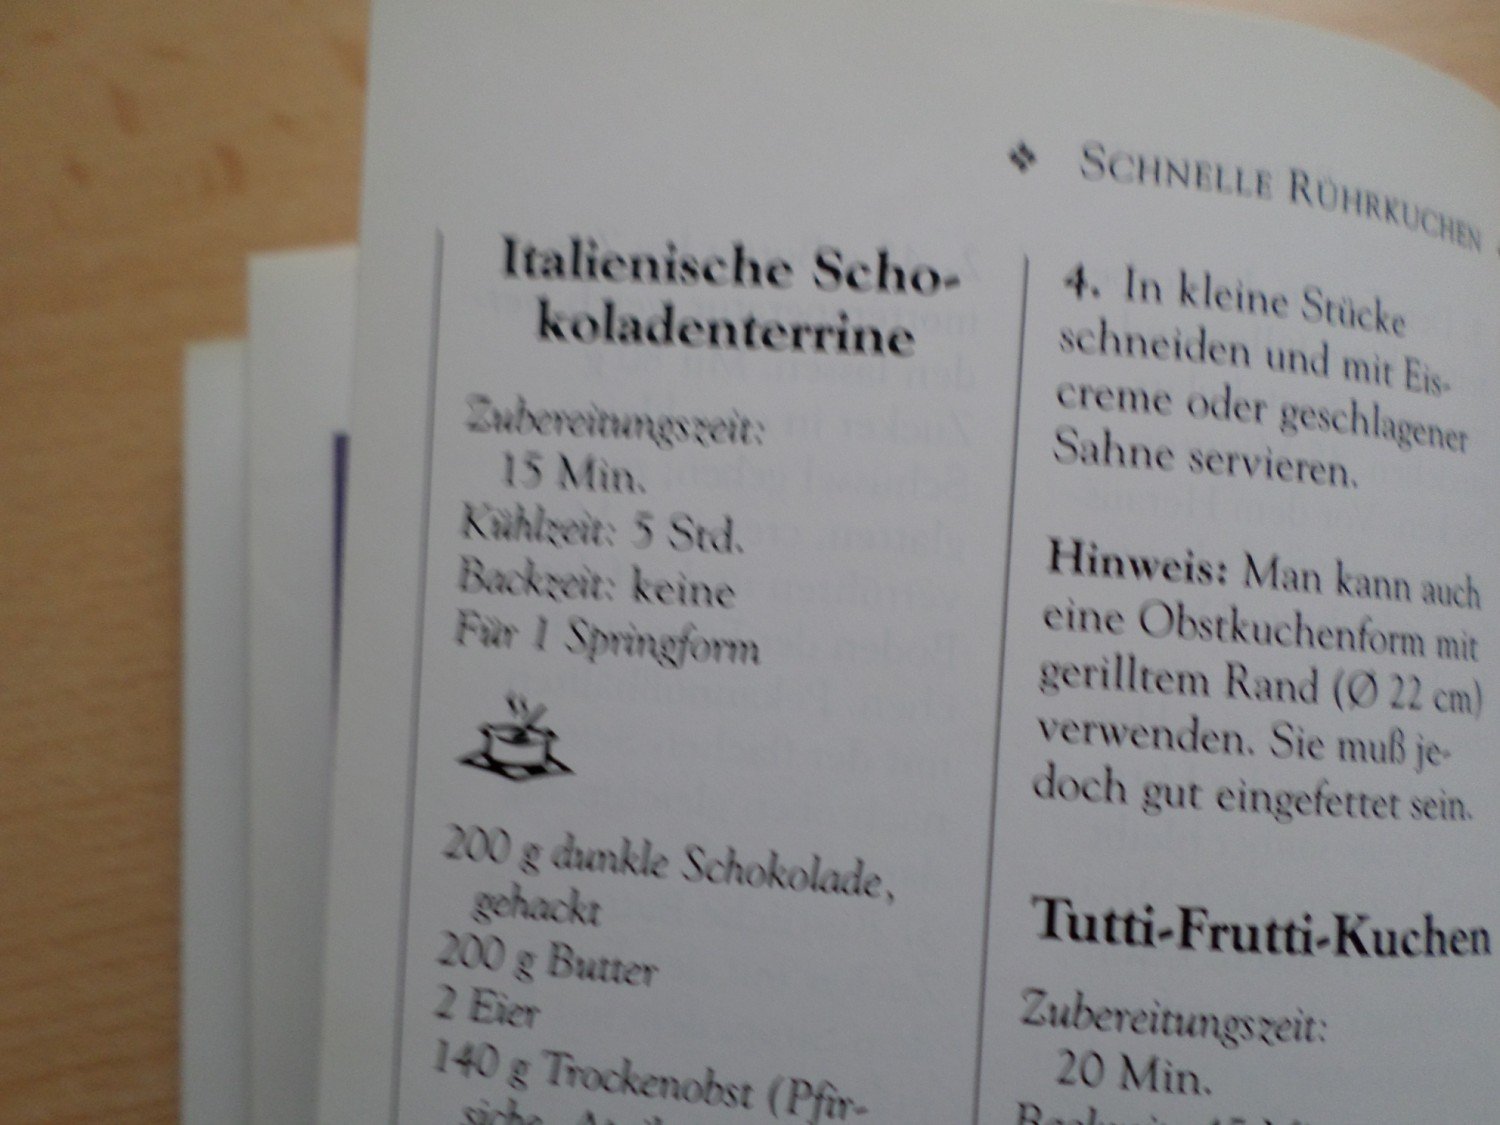 SCHNELLE RÜHRKUCHEN
Italienische Scho-
koladenterrine
Zubereitungszeit:
15 Min.
Kühlzeit: 5 Std.
Backzeit: keine
Für 1 Springform
200 g dunkle Schokolade,
gehackt
200 g Butter
2 Eier
140 g Trockenobst (Pfir-
siche,
4. In kleine Stücke
schneiden und mit Eis-
creme oder geschlagener
Sahne servieren.
Hinweis: Man kann auch
eine Obstkuchenform mit
gerilltem Rand (Ø 22 cm)
verwenden. Sie muß je-
doch gut eingefettet sein.
Tutti-Frutti-Kuchen
Zubereitungszeit:
20 Min.